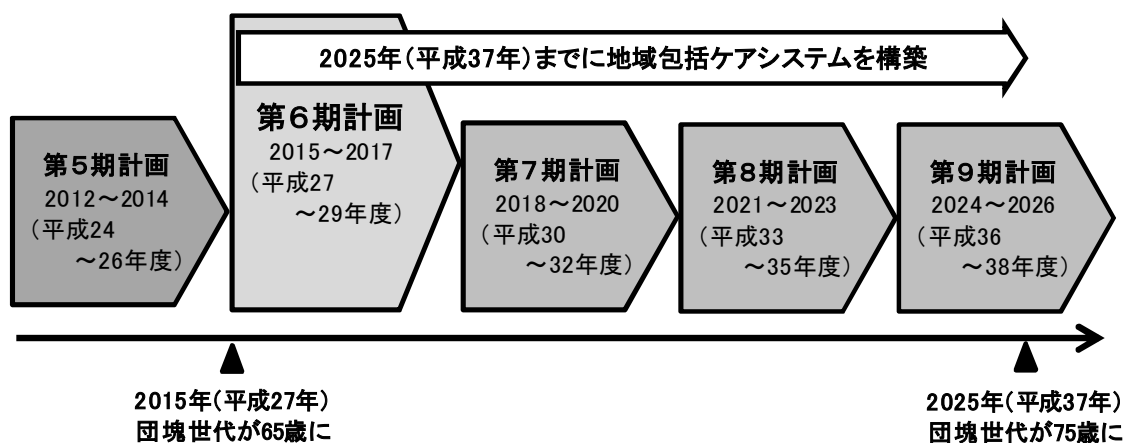 2025年(平成37年)までに地域包括ケアシステムを構築
第5期計画
2012～2014
(平成24
～26年度)
第6期計画
2015～2017
(平成27
～29年度)
第7期計画
2018～2020
(平成30
～32年度)
第8期計画
2021～2023
(平成33
～35年度)
第9期計画
2024～2026
(平成36
～38年度)
2015年(平成27年)
団塊世代が65歳に
2025年(平成37年)
団塊世代が75歳に